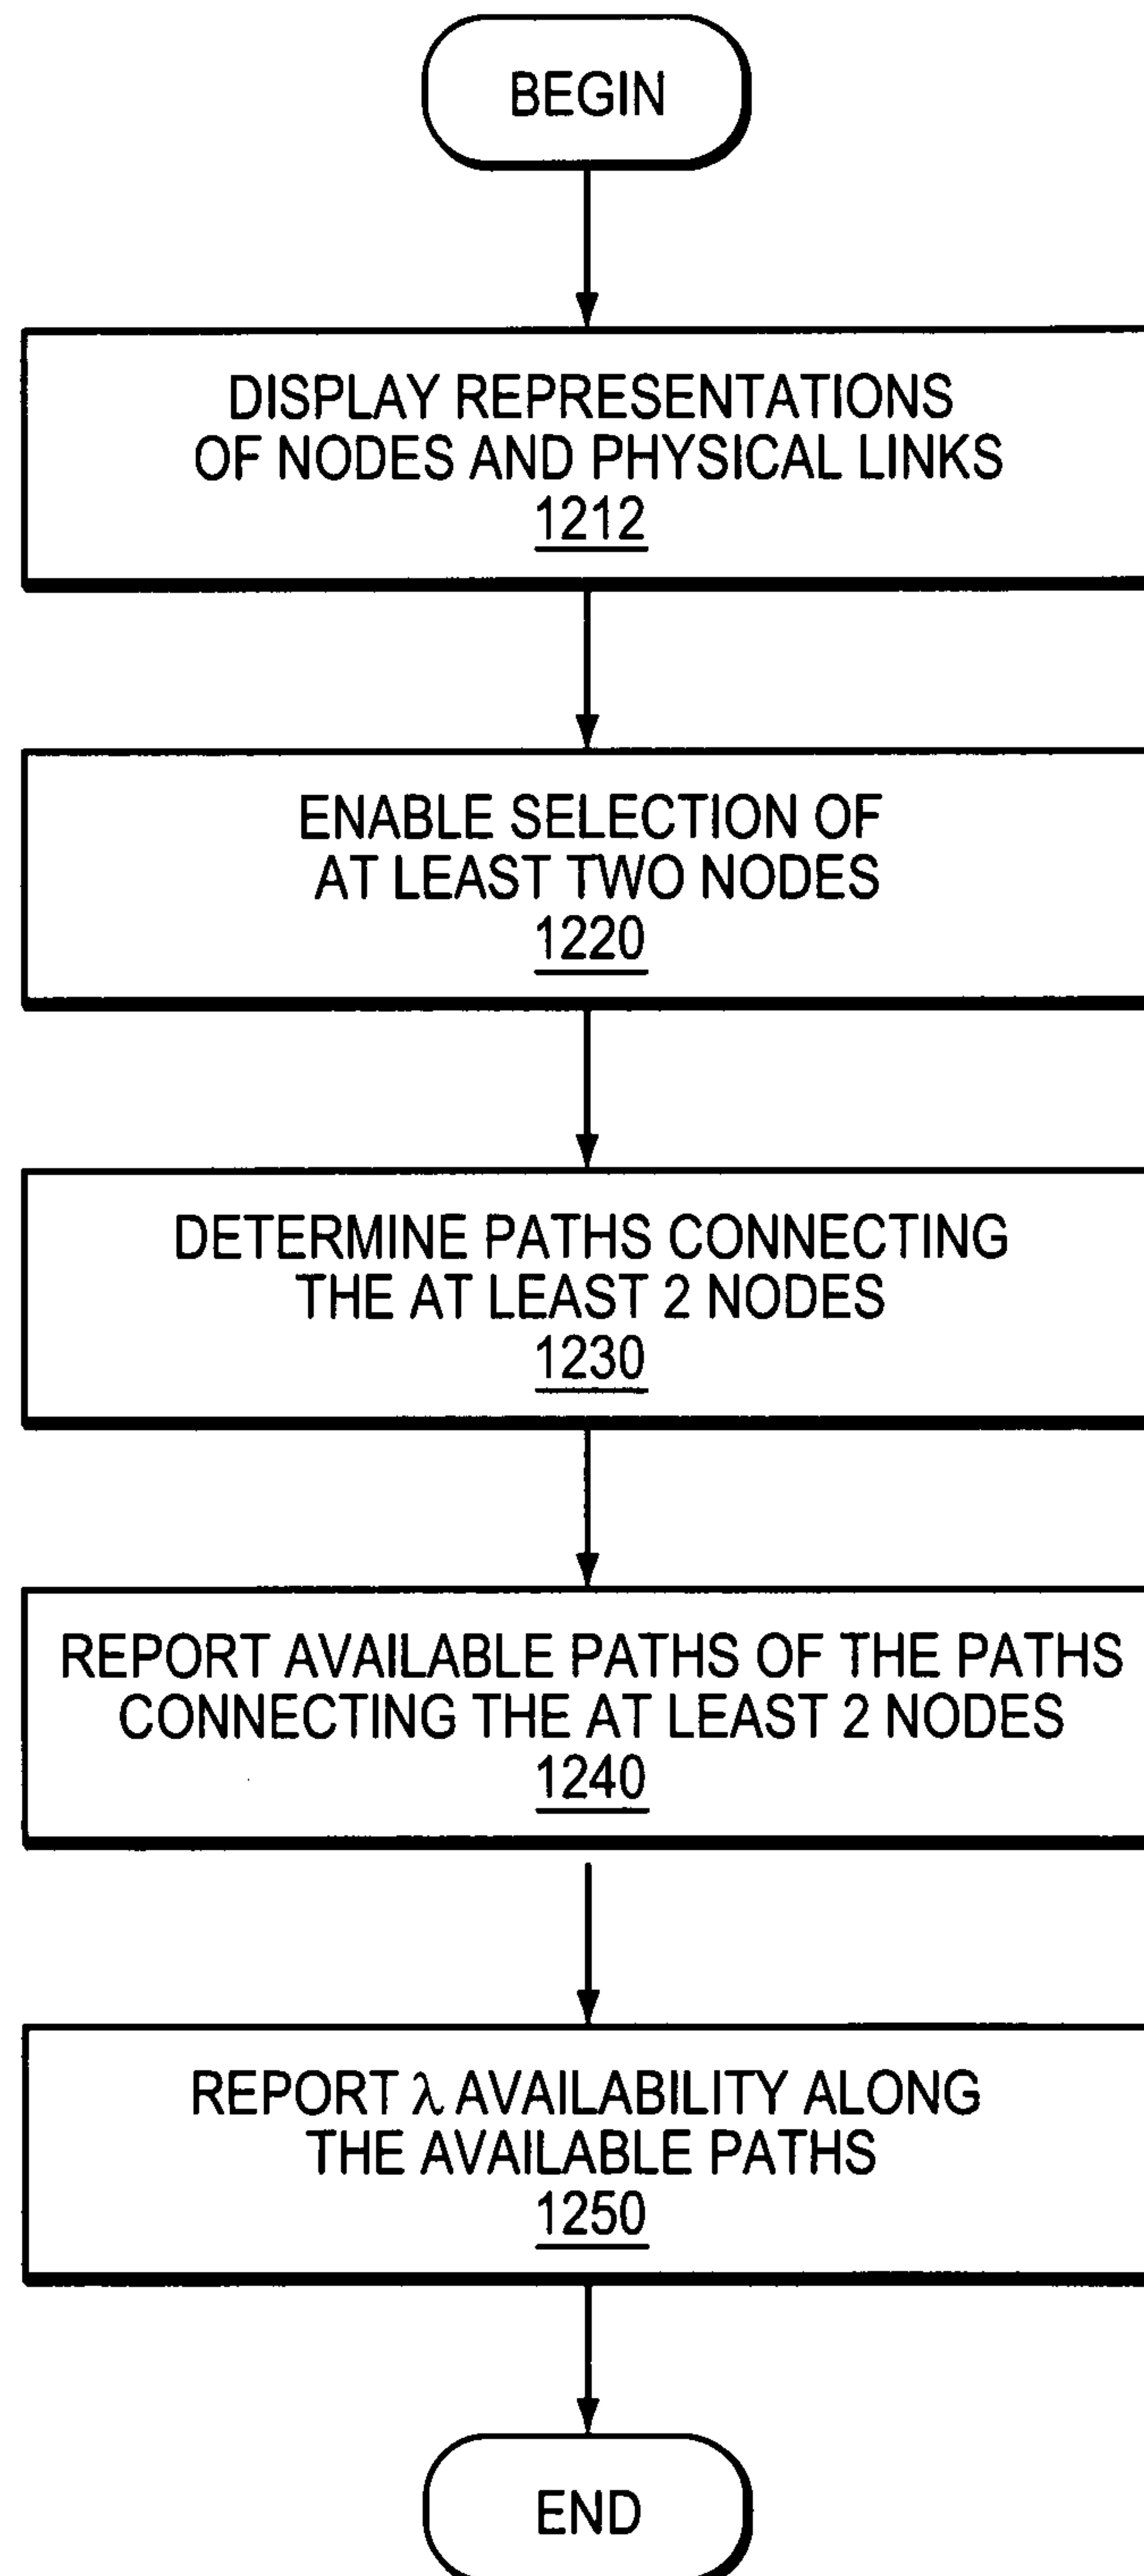 BEGIN
DISPLAY REPRESENTATIONS
OF NODES AND PHYSICAL LINKS
1212
ENABLE SELECTION OF
AT LEAST TWO NODES
1220
DETERMINE PATHS CONNECTING
THE AT LEAST 2 NODES
1230
REPORT AVAILABLE PATHS OF THE PATHS
CONNECTING THE AT LEAST 2 NODES
1240
REPORT λ AVAILABILITY ALONG
THE AVAILABLE PATHS
1250
END